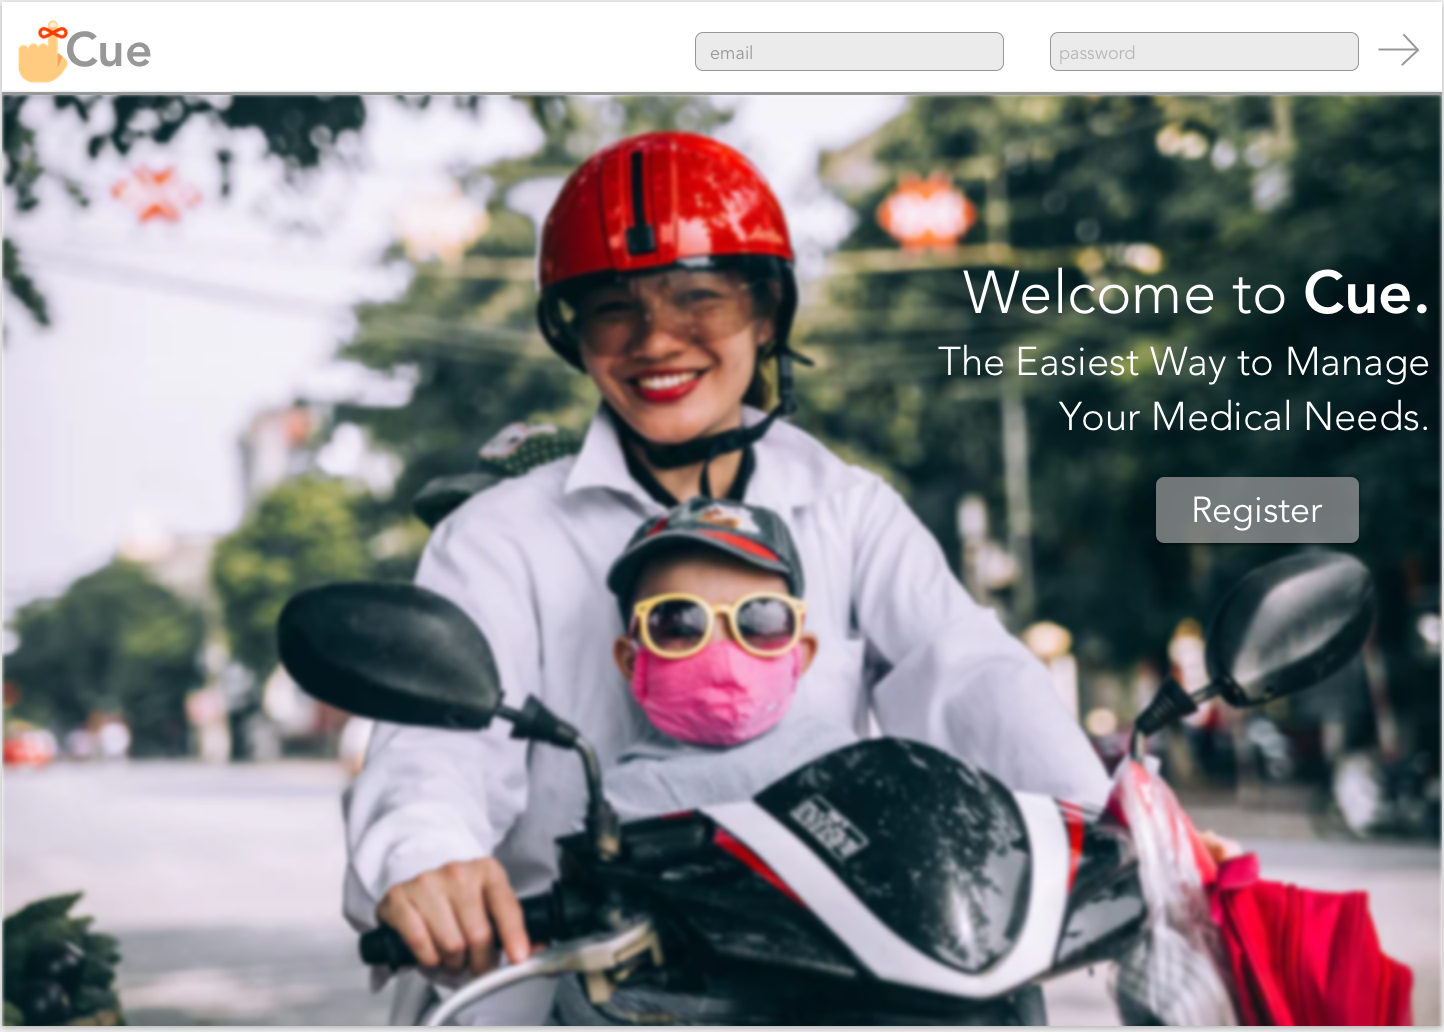 Cue
email
password
Welcome to Cue.
The Easiest Way to Manage
Your Medical Needs.
Register